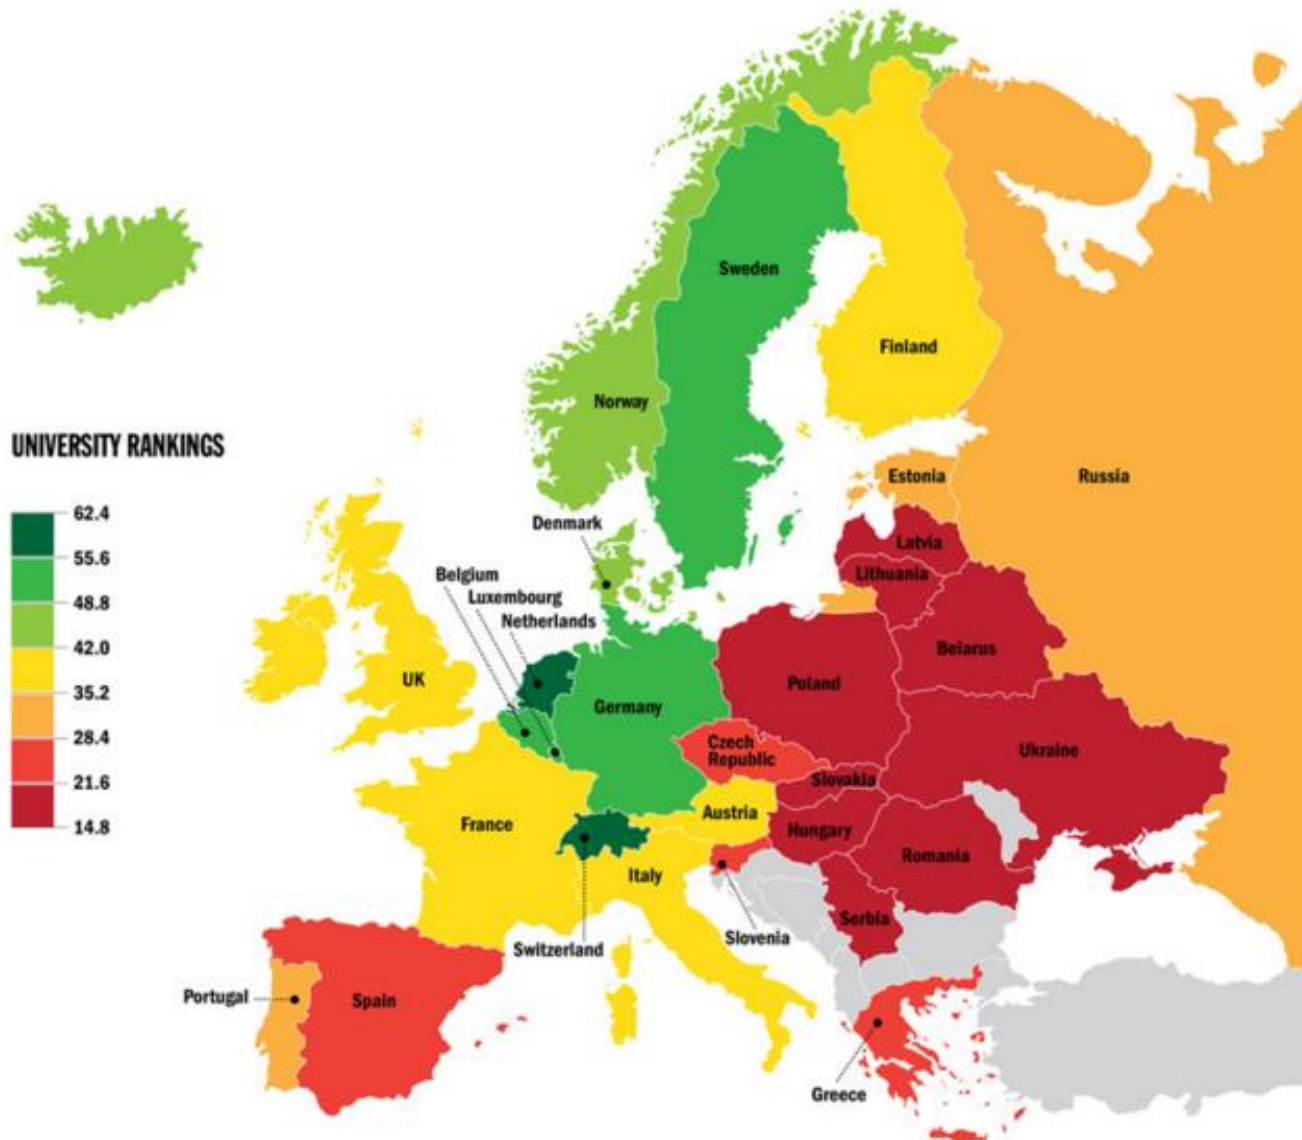 Sweden
Finland
Norway
UNIVERSITY RANKINGS
62.4
55.6
48.8
42.0
35.2
28.4
21.6
14.8
Estonia
Russia
Denmark
Latvia
Belgium
Lithuania
Luxembourg
Netherlands
Belarus
UK
Poland
Germany
Czech
Republic
Ukraine
Slovakia
Austria
France
Hungary
Romania
Italy
Serbia
Switzerland
Slovenia
Portugal
Spain
Greece